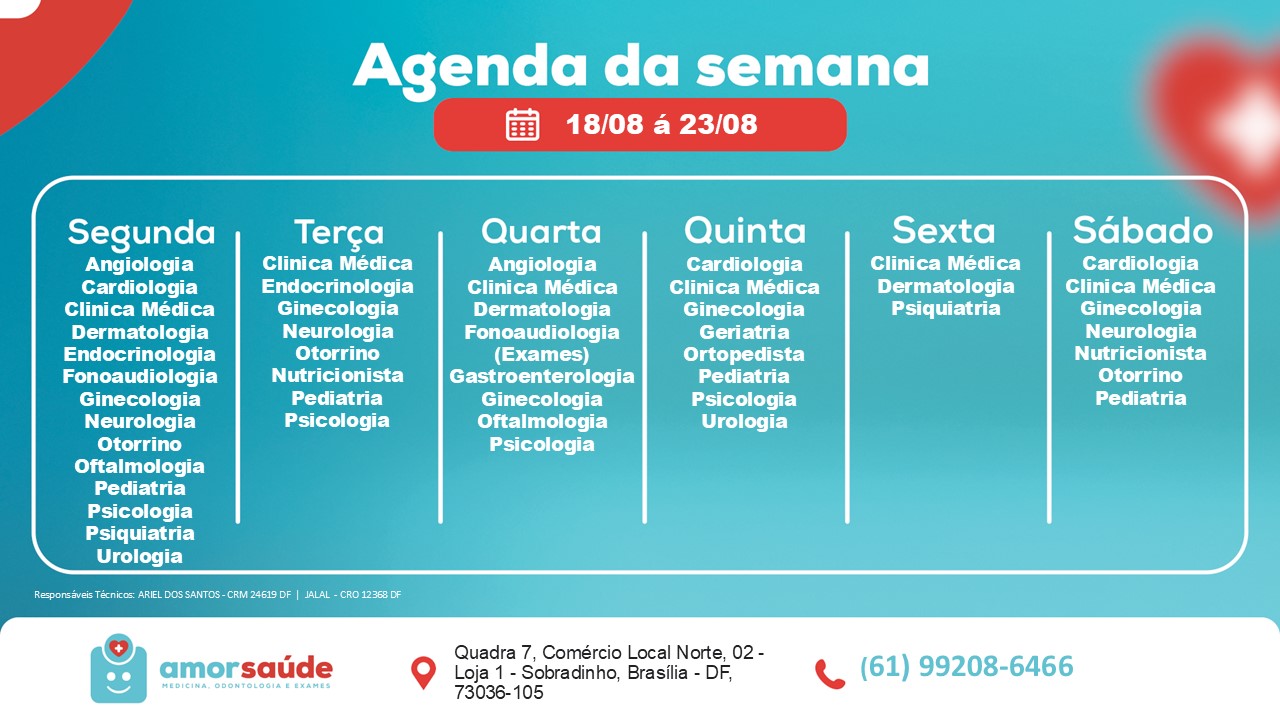 Agenda da semana
18/08 á 23/08
Segunda
Angiologia
Cardiologia
Clinica Médica
Dermatologia
Endocrinologia
Fonoaudiologia
Ginecologia
Neurologia
Otorrino
Oftalmologia
Pediatria
Psicologia
Psiquiatria
Urologia
Terça
Clinica Médica
Endocrinologia
Ginecologia
Neurologia
Otorrino
Nutricionista
Pediatria
Psicologia
Quarta
Angiologia
Clinica Médica
Dermatologia
Fonoaudiologia
(Exames)
Gastroenterologia
Ginecologia
Oftalmologia
Psicologia
Quinta
Cardiologia
Clinica Médica
Ginecologia
Geriatria
Ortopedista
Pediatria
Psicologia
Urologia
Sexta
Clinica Médica
Dermatologia
Psiquiatria
Sábado
Cardiologia
Clinica Médica
Ginecologia
Neurologia
Nutricionista
Otorrino
Pediatria
Responsáveis Técnicos: ARIEL DOS SANTOS - CRM 24619 DF | JALAL - CRO 12368 DF
amorsaúde
MEDICINA, ODONTOLOGIA E EXAMES
Quadra 7, Comércio Local Norte, 02 -
Loja 1 - Sobradinho, Brasília - DF,
73036-105
(61) 99208-6466